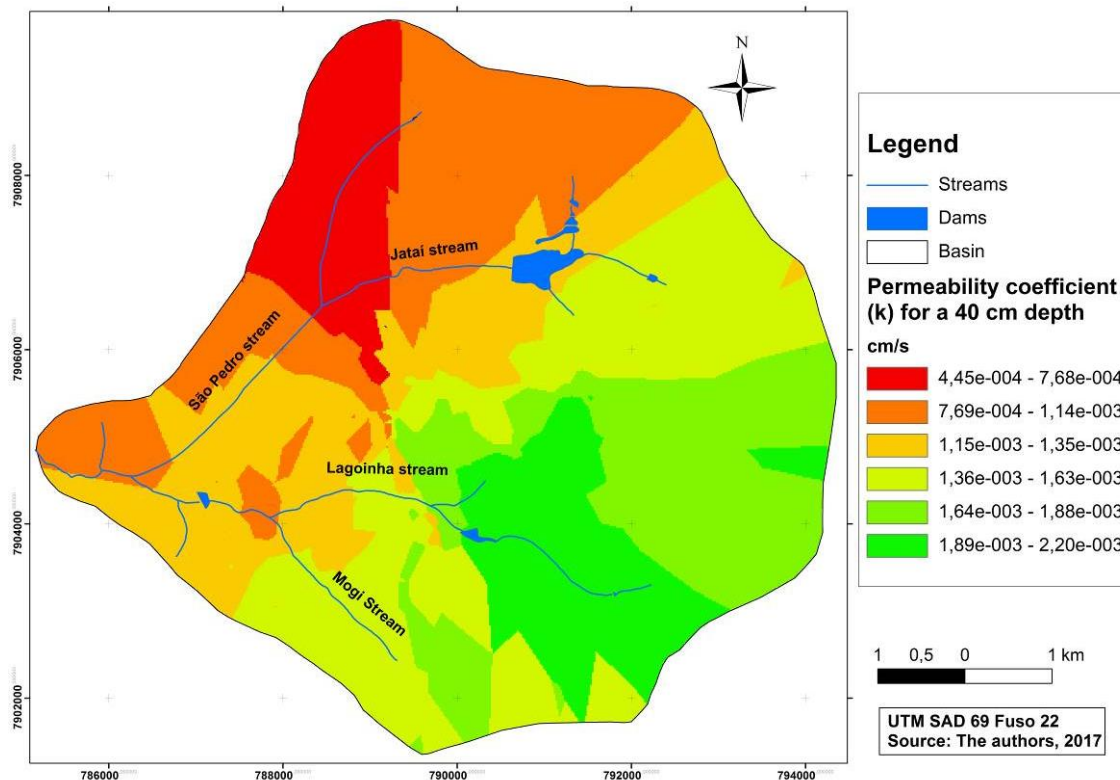 N
7908000
7906000
7904000
7902000
786000
788000
790000
792000
794000
Jataí stream
São Pedro stream
Lagoinha stream
Mogi Stream
Legend
Streams
Dams
Basin
Permeability coefficient
(k) for a 40 cm depth
cm/s
4,45e-004 - 7,68e-004
7,69e-004 - 1,14e-003
1,15e-003 - 1,35e-003
1,36e-003 - 1,63e-003
1,64e-003 - 1,88e-003
1,89e-003 - 2,20e-003
1 0,5 0 1 km
UTM SAD 69 Fuso 22
Source: The authors, 2017